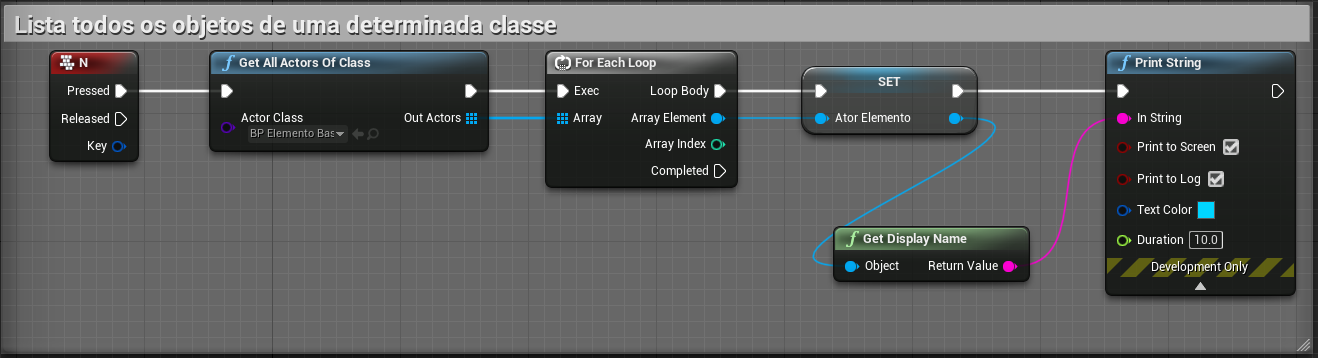 Lista todos os objetos de uma determinada classe
N
Pressed
Released
Key
f Get All Actors Of Class
Actor Class
BP Elemento Bas
Out Actors
For Each Loop
Exec
Loop Body
Array
Array Element
Array Index
Completed
SET
Ator Elemento
f Get Display Name
Object
Return Value
f Print String
In String
Print to Screen
Print to Log
Text Color
Duration 10.0
Development Only